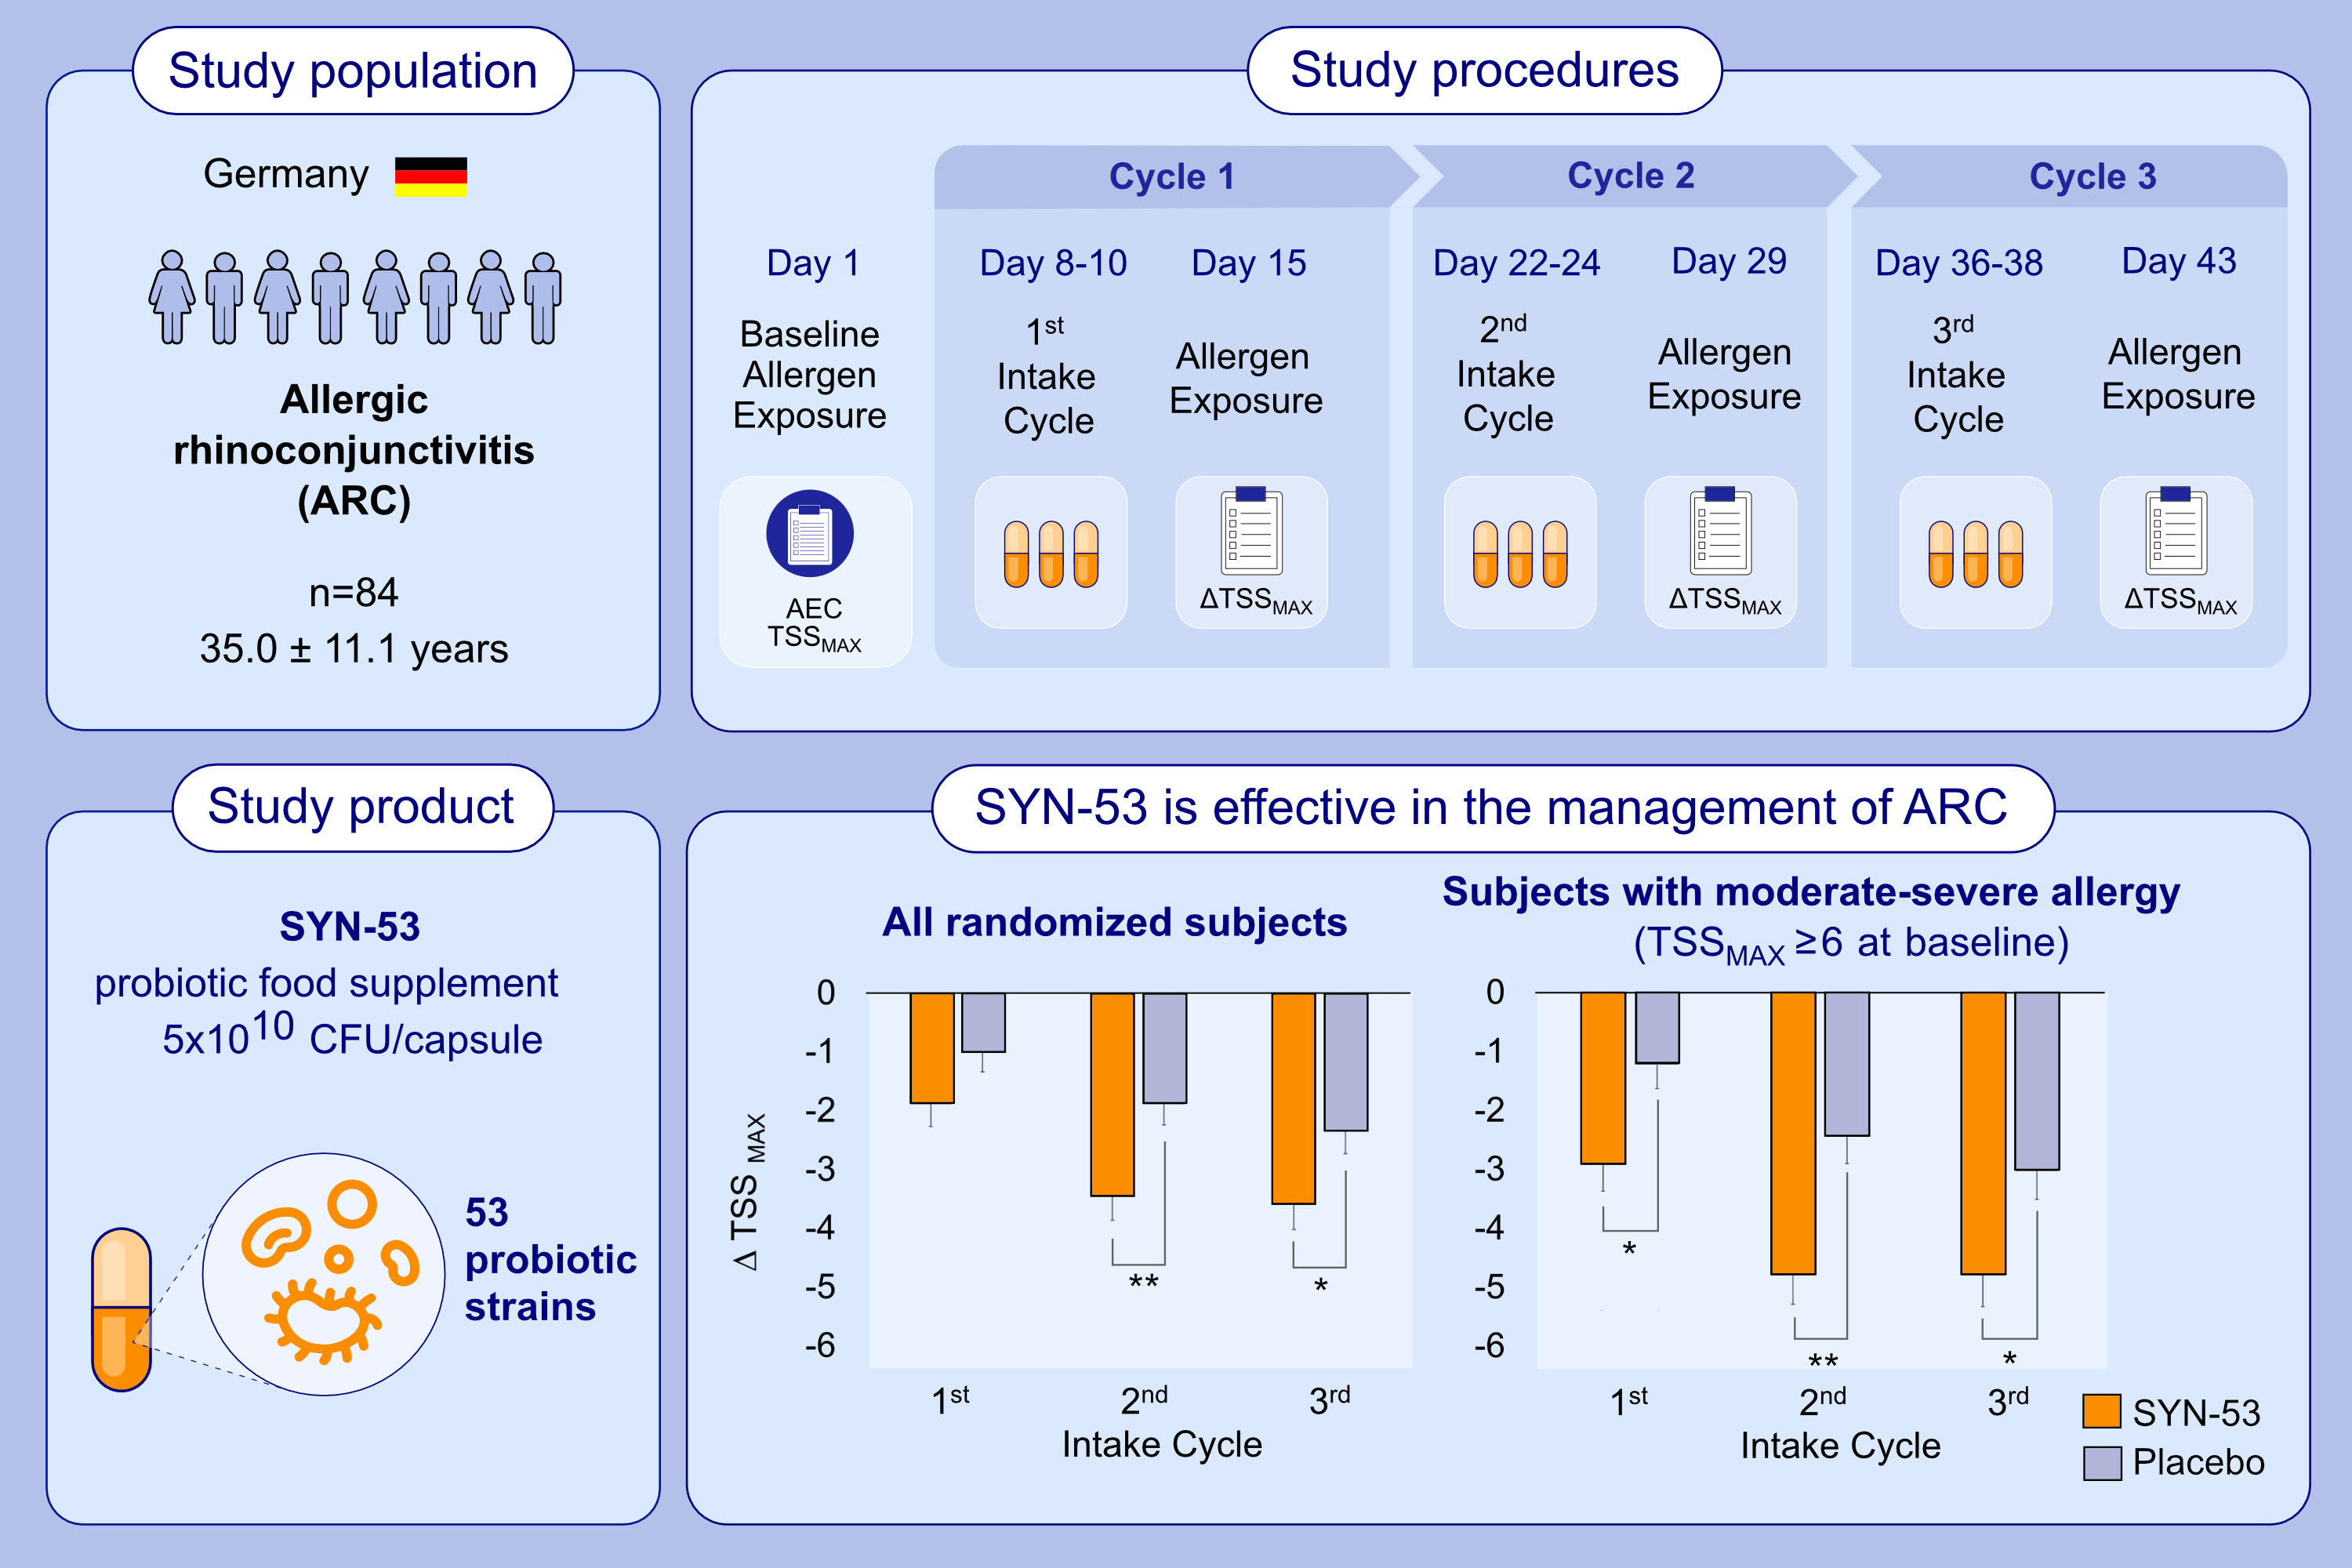 Study population
Germany
Allergic
rhinoconjunctivitis
(ARC)
n=84
35.0 ± 11.1 years
Study procedures
Cycle 1
Cycle 2
Cycle 3
Day 1
Baseline
Allergen
Exposure
AEC
TSSMAX
Day 8-10
1st
Intake
Cycle
Day 15
Allergen
Exposure
ΔTSSMAX
Day 22-24
2nd
Intake
Cycle
Day 29
Allergen
Exposure
ΔTSSMAX
Day 36-38
3rd
Intake
Cycle
Day 43
Allergen
Exposure
ΔTSSMAX
Study product
SYN-53
probiotic food supplement
5x10^10 CFU/capsule
53
probiotic
strains
SYN-53 is effective in the management of ARC
All randomized subjects
Δ TSS MAX
0
-1
-2
-3
-4
-5
-6
**
*
1st
2nd
3rd
Intake Cycle
Subjects with moderate-severe allergy
(TSSMAX ≥6 at baseline)
0
-1
-2
-3
-4
-5
-6
*
**
*
1st
2nd
3rd
Intake Cycle
SYN-53
Placebo